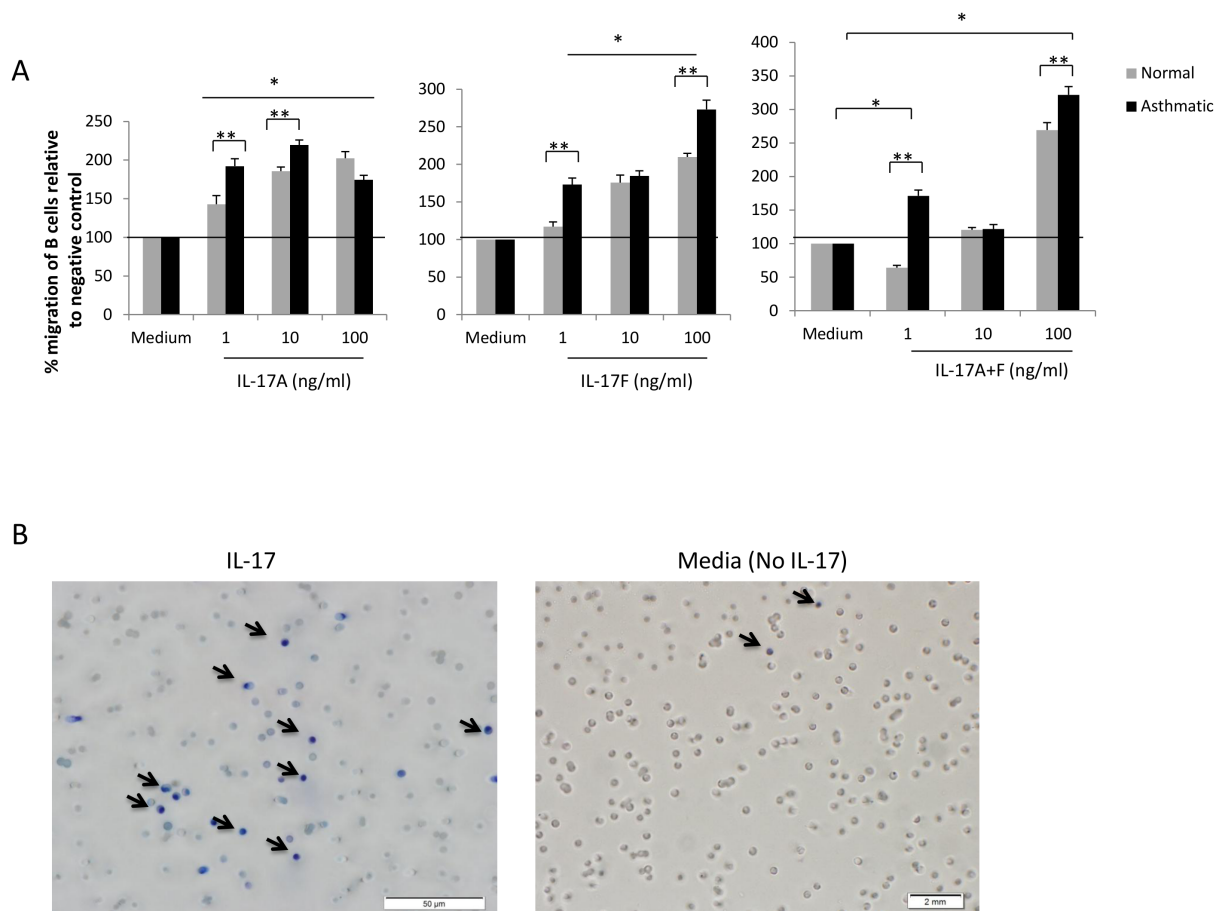 A
% migration of B cells relative
to negative control
*
**
**
250
200
150
100
50
0
Medium
1
10
100
IL-17A (ng/ml)
*
**
**
300
250
200
150
100
50
0
Medium
1
10
100
IL-17F (ng/ml)
*
*
**
**
400
350
300
250
200
150
100
50
0
Medium
1
10
100
IL-17A+F (ng/ml)
Normal
Asthmatic
B
IL-17
Media (No IL-17)
50 µm
2 mm